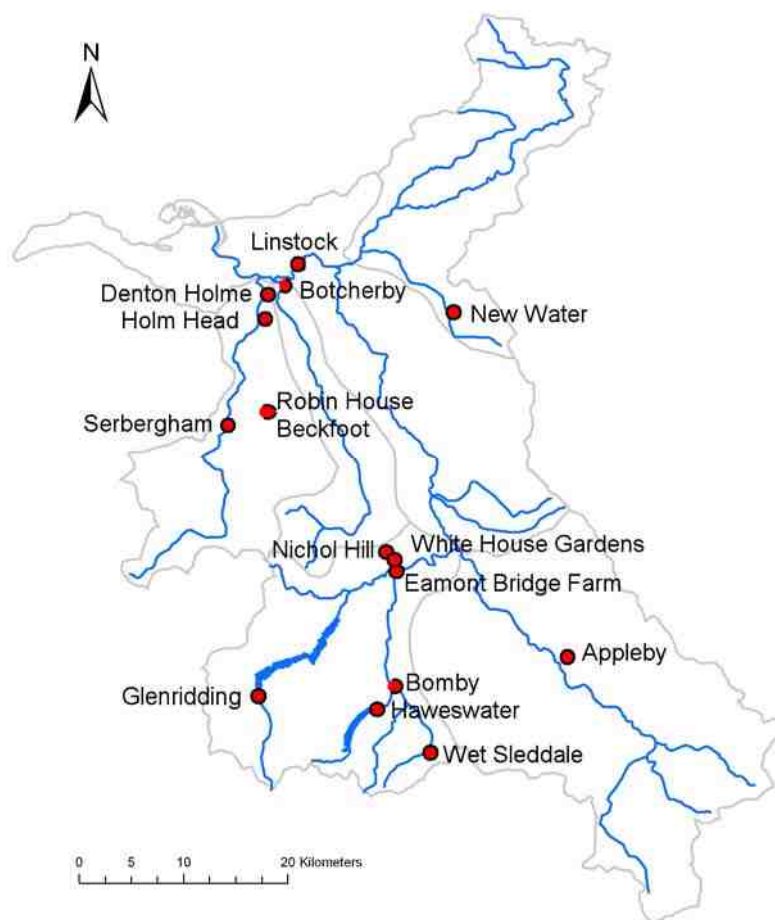 N
Linstock
Denton Holme
Botcherby
Holm Head
New Water
Robin House
Beckfoot
Serbergham
Nichol Hill
White House Gardens
Eamont Bridge Farm
Appleby
Glenridding
Bomby
Haweswater
Wet Sleddale
0 5 10 20 Kilometers